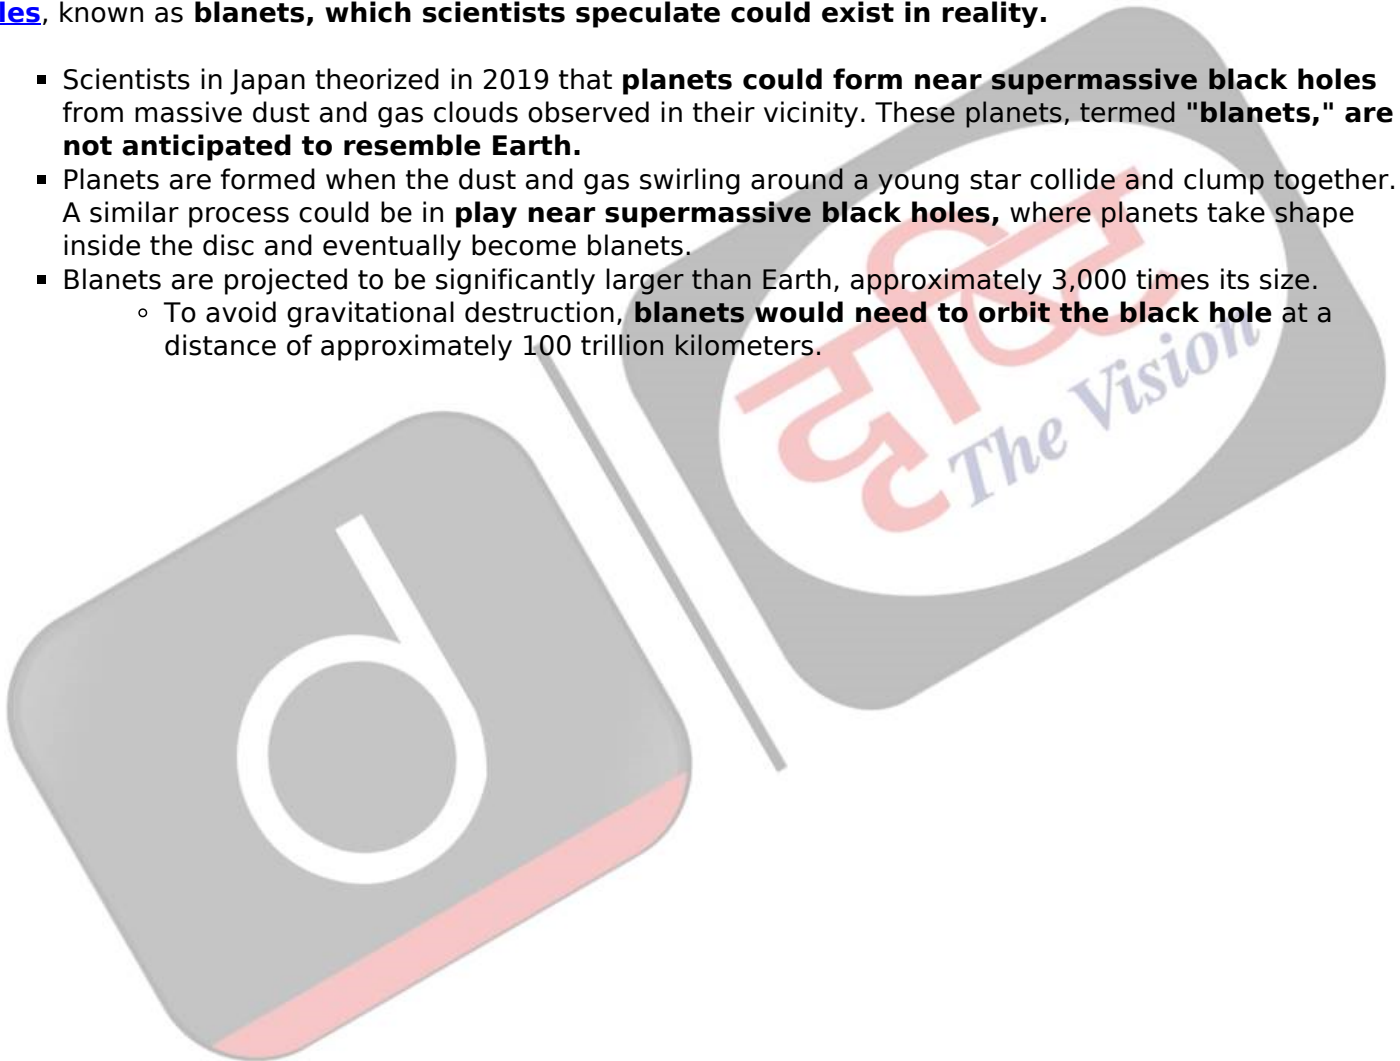 les, known as blanets, which scientists speculate could exist in reality.
▪ Scientists in Japan theorized in 2019 that planets could form near supermassive black holes
from massive dust and gas clouds observed in their vicinity. These planets, termed "blanets," are
not anticipated to resemble Earth.
▪ Planets are formed when the dust and gas swirling around a young star collide and clump together.
A similar process could be in play near supermassive black holes, where planets take shape
inside the disc and eventually become blanets.
▪ Blanets are projected to be significantly larger than Earth, approximately 3,000 times its size.
◦ To avoid gravitational destruction, blanets would need to orbit the black hole at a
distance of approximately 100 trillion kilometers.
दृष्टि
The Vision
d